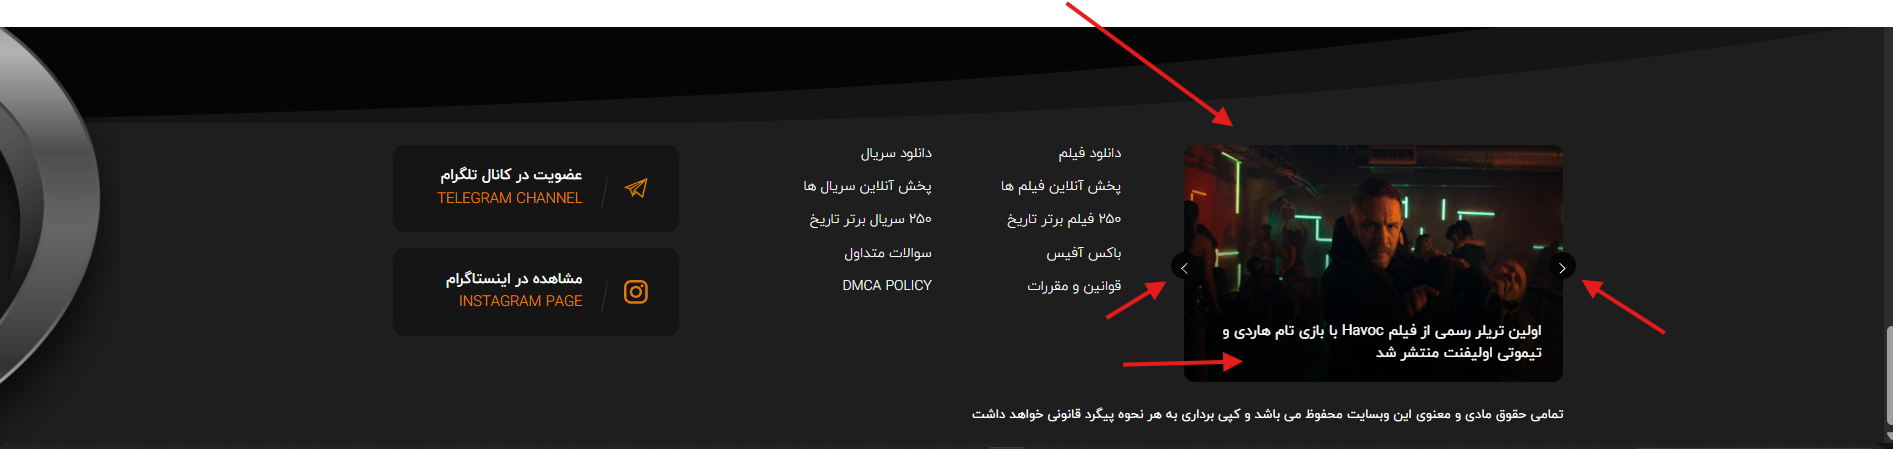 اولین تریلر رسمی از فیلم Havoc با بازی تام هاردی و
تیموتی اولیفنت منتشر شد
دانلود فیلم
پخش آنلاین فیلم ها
۲۵۰ فیلم برتر تاریخ
باکس آفیس
قوانین و مقررات
دانلود سریال
پخش آنلاین سریال ها
۲۵۰ سریال برتر تاریخ
سوالات متداول
DMCA POLICY
عضویت در کانال تلگرام
TELEGRAM CHANNEL
مشاهده در اینستاگرام
INSTAGRAM PAGE
تمامی حقوق مادی و معنوی این وبسایت محفوظ می باشد و کپی برداری به هر نحوه پیگرد قانونی خواهد داشت